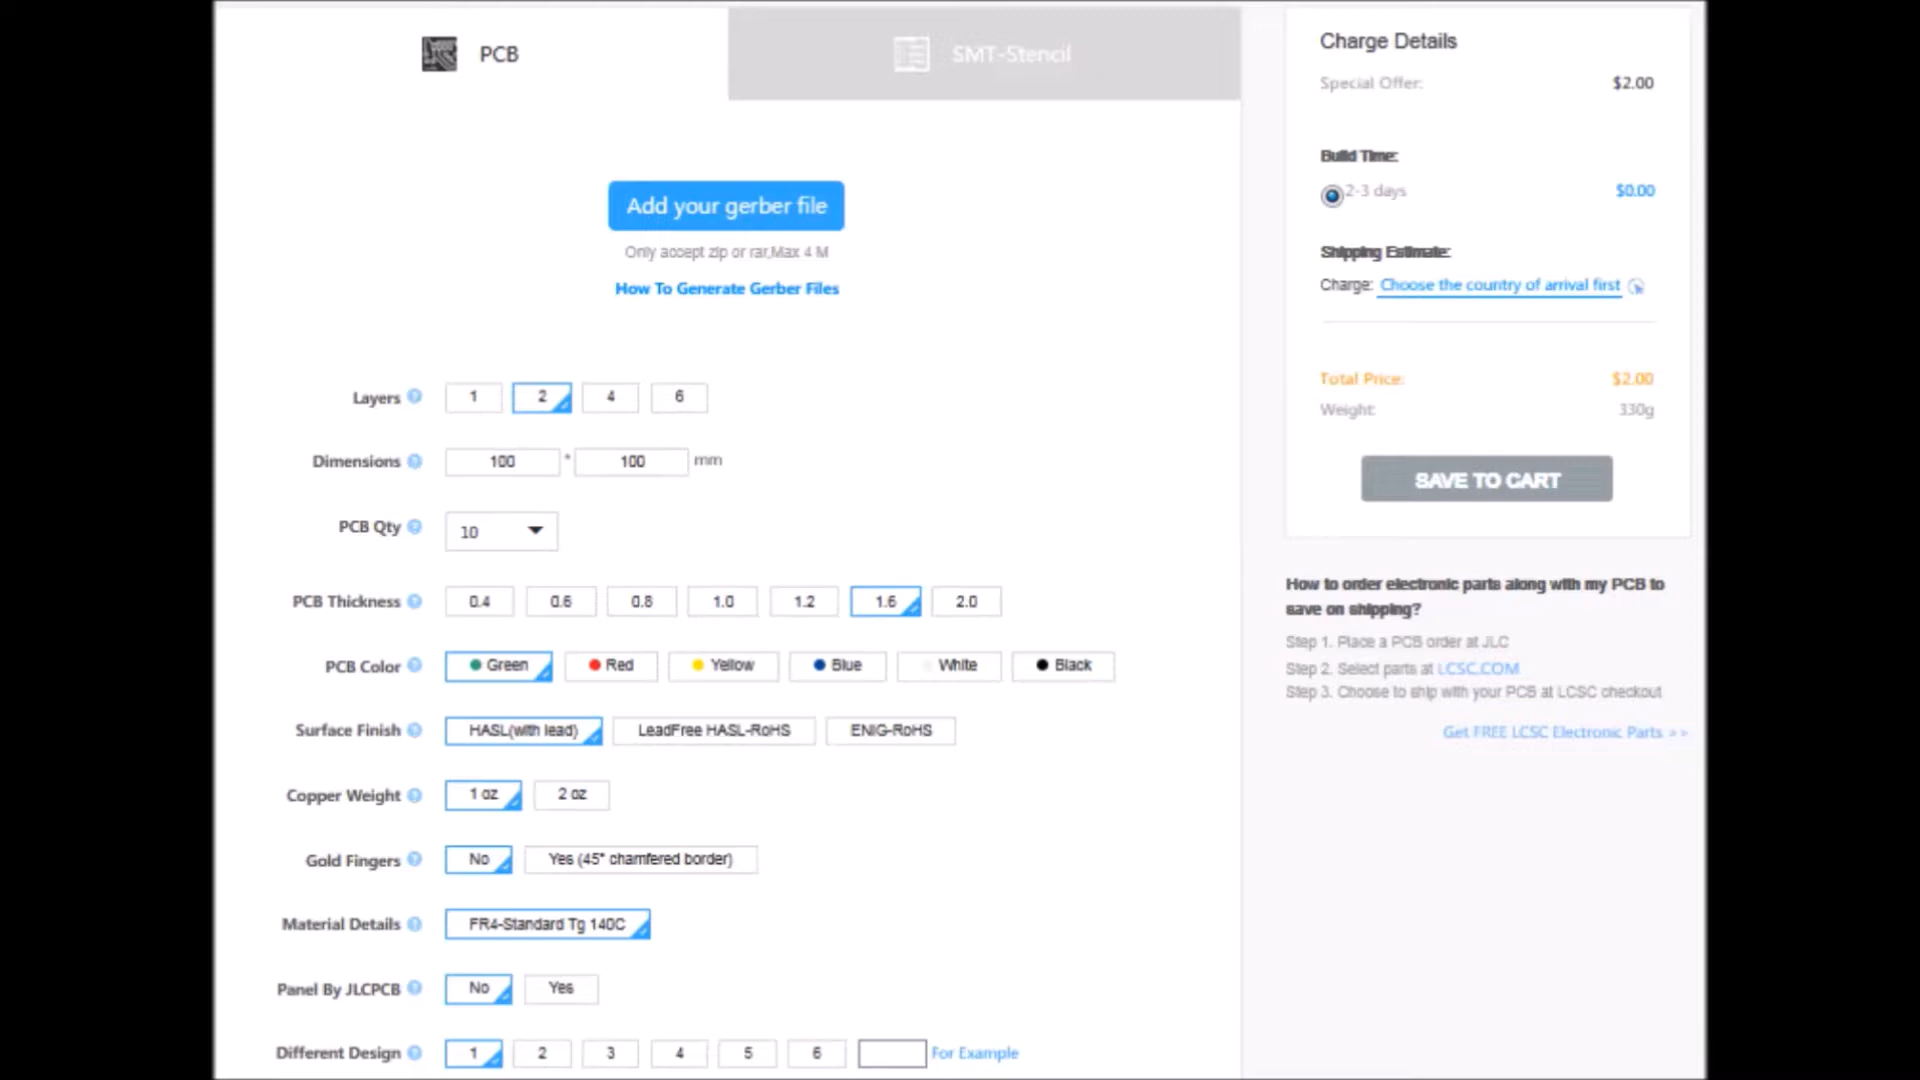 PCB
SMT-Stencil
Add your gerber file
Only accept zip or rar,Max 4 M
How To Generate Gerber Files
Layers 1 2 4 6
Dimensions 100 * 100 mm
PCB Qty 10
PCB Thickness 0.4 0.6 0.8 1.0 1.2 1.6 2.0
PCB Color Green Red Yellow Blue White Black
Surface Finish HASL(with lead) LeadFree HASL-RoHS ENIG-RoHS
Copper Weight 1 oz 2 oz
Gold Fingers No Yes (45° chamfered border)
Material Details FR4-Standard Tg 140C
Panel By JLCPCB No Yes
Different Design 1 2 3 4 5 6 For Example
Charge Details
Special Offer: $2.00
Build Time:
2-3 days $0.00
Shipping Estimate:
Charge: Choose the country of arrival first
Total Price: $2.00
Weight: 330g
SAVE TO CART
How to order electronic parts along with my PCB to
save on shipping?
Step 1. Place a PCB order at JLC
Step 2. Select parts at LCSC.COM
Step 3. Choose to ship with your PCB at LCSC checkout
Get FREE LCSC Electronic Parts >>